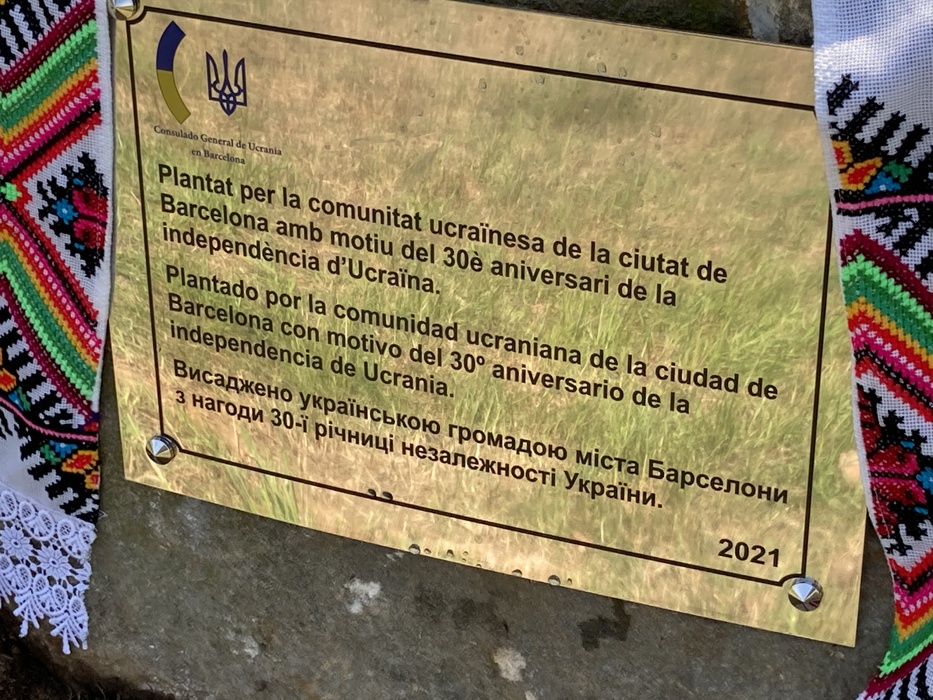 Consulado General de Ucrania
en Barcelona
Plantat per la comunitat ucraïnesa de la ciutat de
Barcelona amb motiu del 30è aniversari de la
independència d’Ucraïna.
Plantado por la comunidad ucraniana de la ciudad de
Barcelona con motivo del 30º aniversario de la
independencia de Ucrania.
Висаджено українською громадою міста Барселони
з нагоди 30-ї річниці незалежності України.
2021